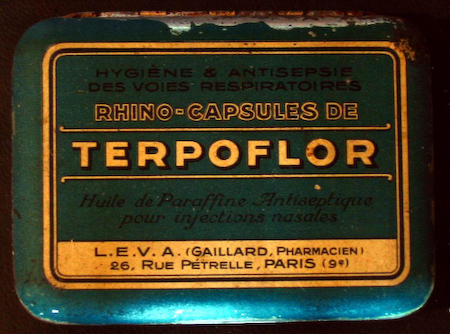 HYGIÈNE & ANTISEPSIE
DES VOIES RESPIRATOIRES
RHINO-CAPSULES DE
TERPOFLOR
Huile de Paraffine Antiseptique
pour injections nasales
L.E.V.A. (GAILLARD, PHARMACIEN)
26, RUE PÉTRELLE, PARIS (9e)